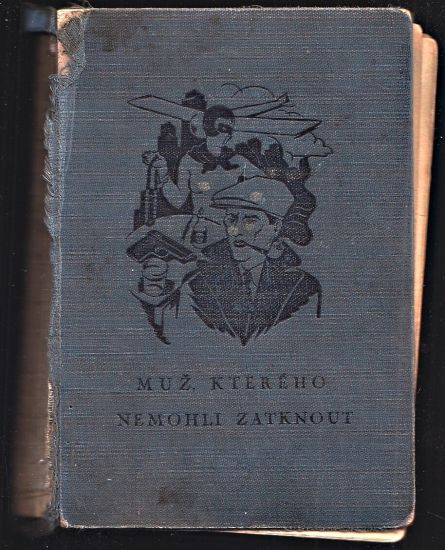 MUŽ, KTERÉHO
NEMOHLI ZATKNOUT